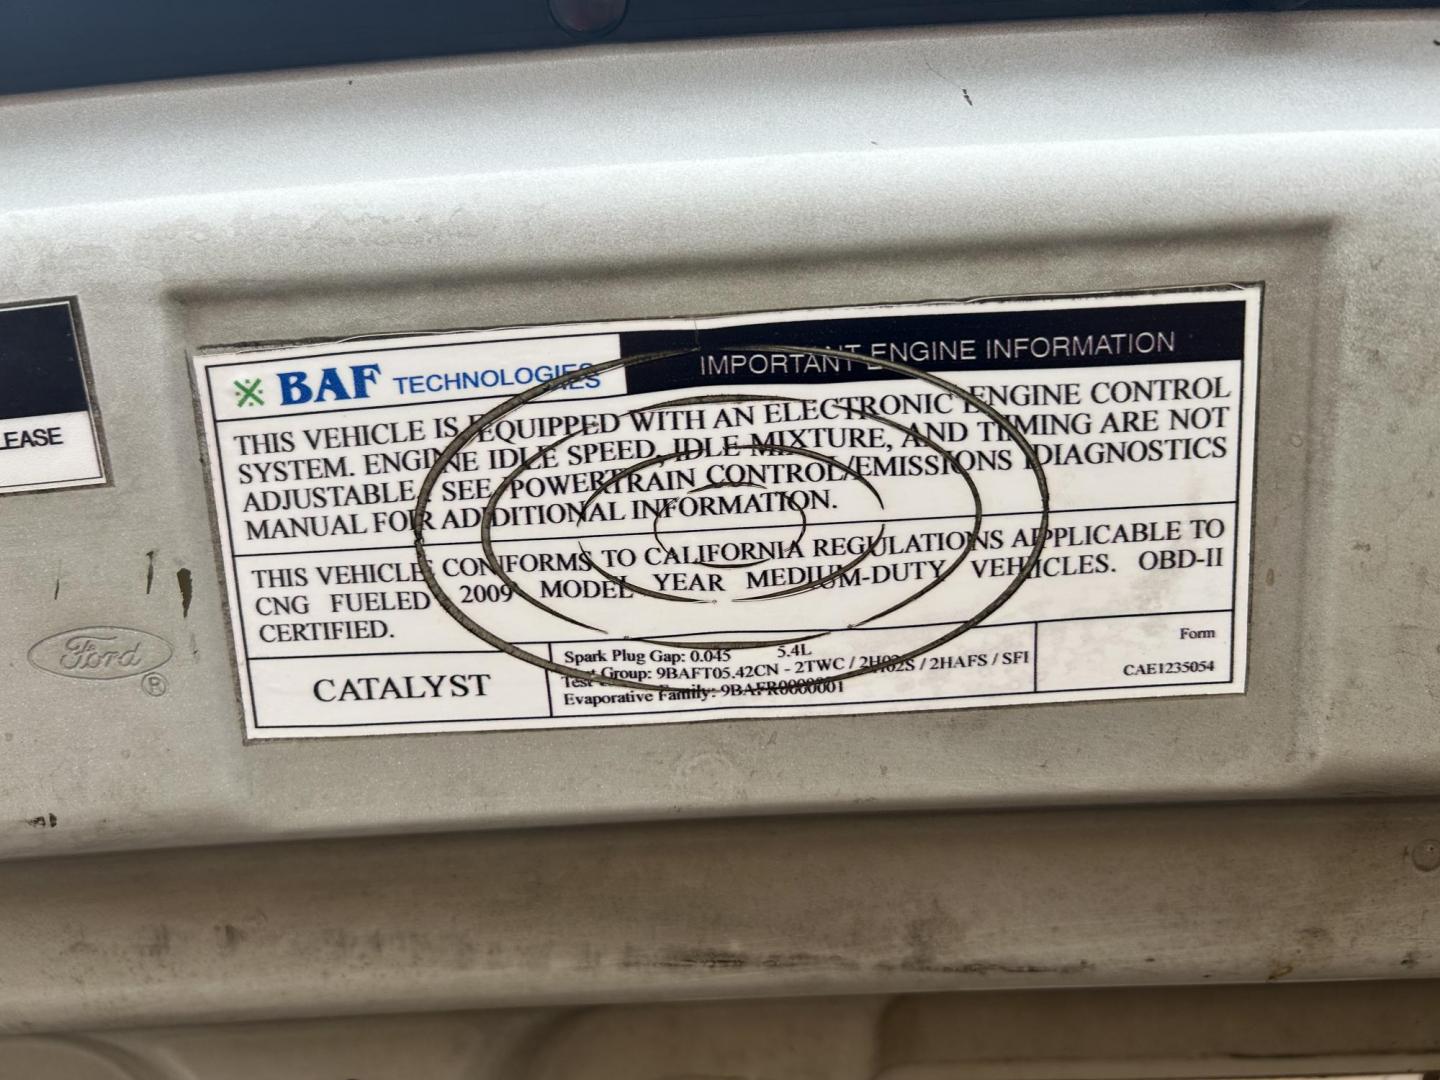 EASE
Ford
®
BAF TECHNOLOGIES
IMPORTANT ENGINE INFORMATION
THIS VEHICLE IS EQUIPPED WITH AN ELECTRONIC ENGINE CONTROL
SYSTEM. ENGINE IDLE SPEED, IDLE MIXTURE, AND TIMING ARE NOT
ADJUSTABLE. SEE POWERTRAIN CONTROL/EMISSIONS DIAGNOSTICS
MANUAL FOR ADDITIONAL INFORMATION.
THIS VEHICLE CONFORMS TO CALIFORNIA REGULATIONS APPLICABLE TO
CNG FUELED 2009 MODEL YEAR MEDIUM-DUTY VEHICLES. OBD-II
CERTIFIED.
CATALYST
Spark Plug Gap: 0.045 5.4L
Test Group: 9BAFT05.42CN - 2TWC / 2H02S / 2HAFS / SFI
Evaporative Family: 9BAFR0000001
Form
CAE1235054